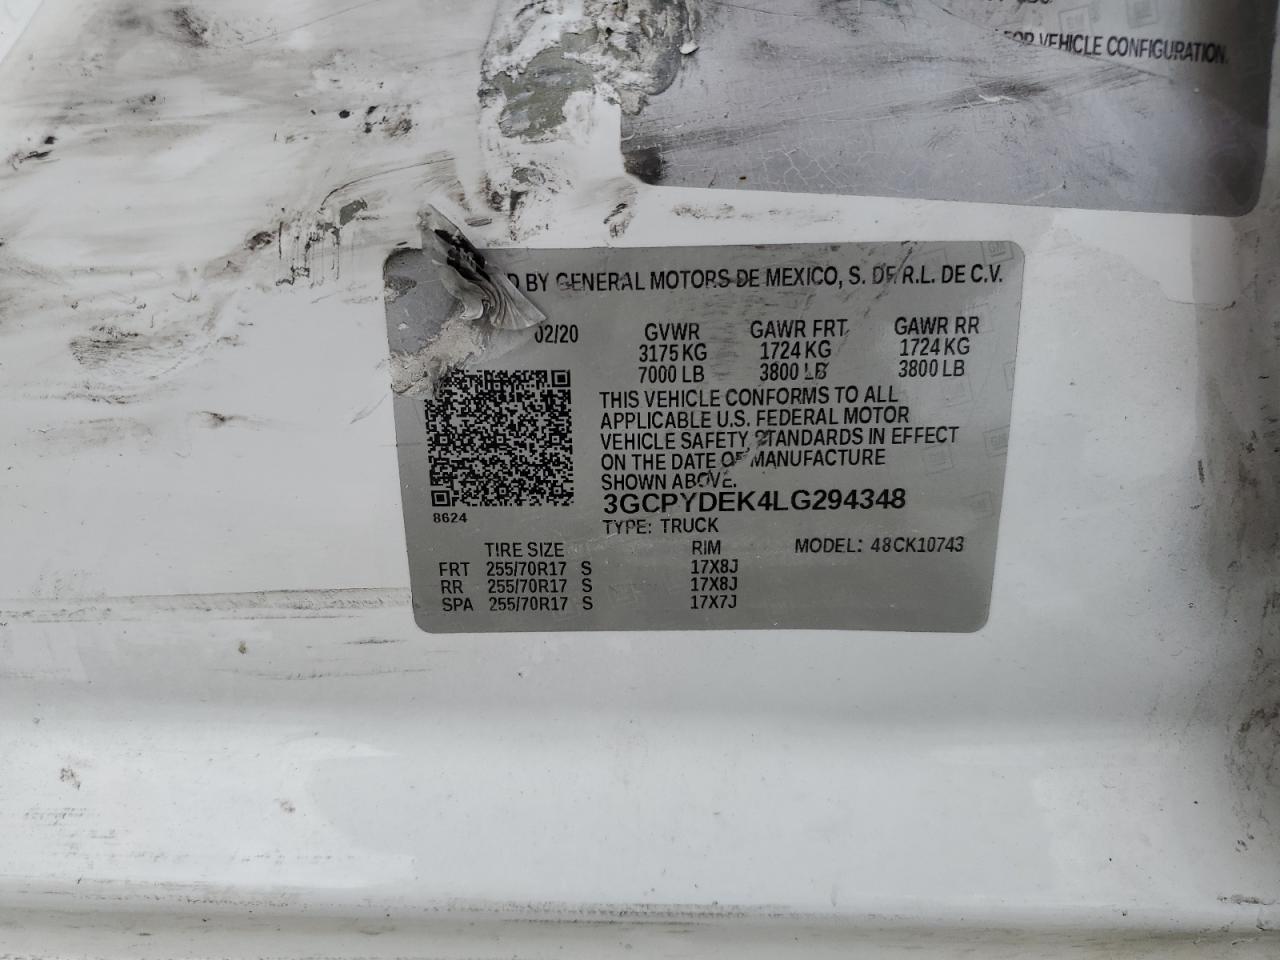 FOR VEHICLE CONFIGURATION.
BY GENERAL MOTORS DE MEXICO, S. DE R.L. DE C.V.
02/20 GVWR GAWR FRT GAWR RR
3175 KG 1724 KG 1724 KG
7000 LB 3800 LB 3800 LB
THIS VEHICLE CONFORMS TO ALL
APPLICABLE U.S. FEDERAL MOTOR
VEHICLE SAFETY STANDARDS IN EFFECT
ON THE DATE OF MANUFACTURE
SHOWN ABOVE.
3GCPYDEK4LG294348
8624
TYPE: TRUCK
TIRE SIZE RIM MODEL: 48CK10743
FRT 255/70R17 S 17X8J
RR 255/70R17 S 17X8J
SPA 255/70R17 S 17X7J